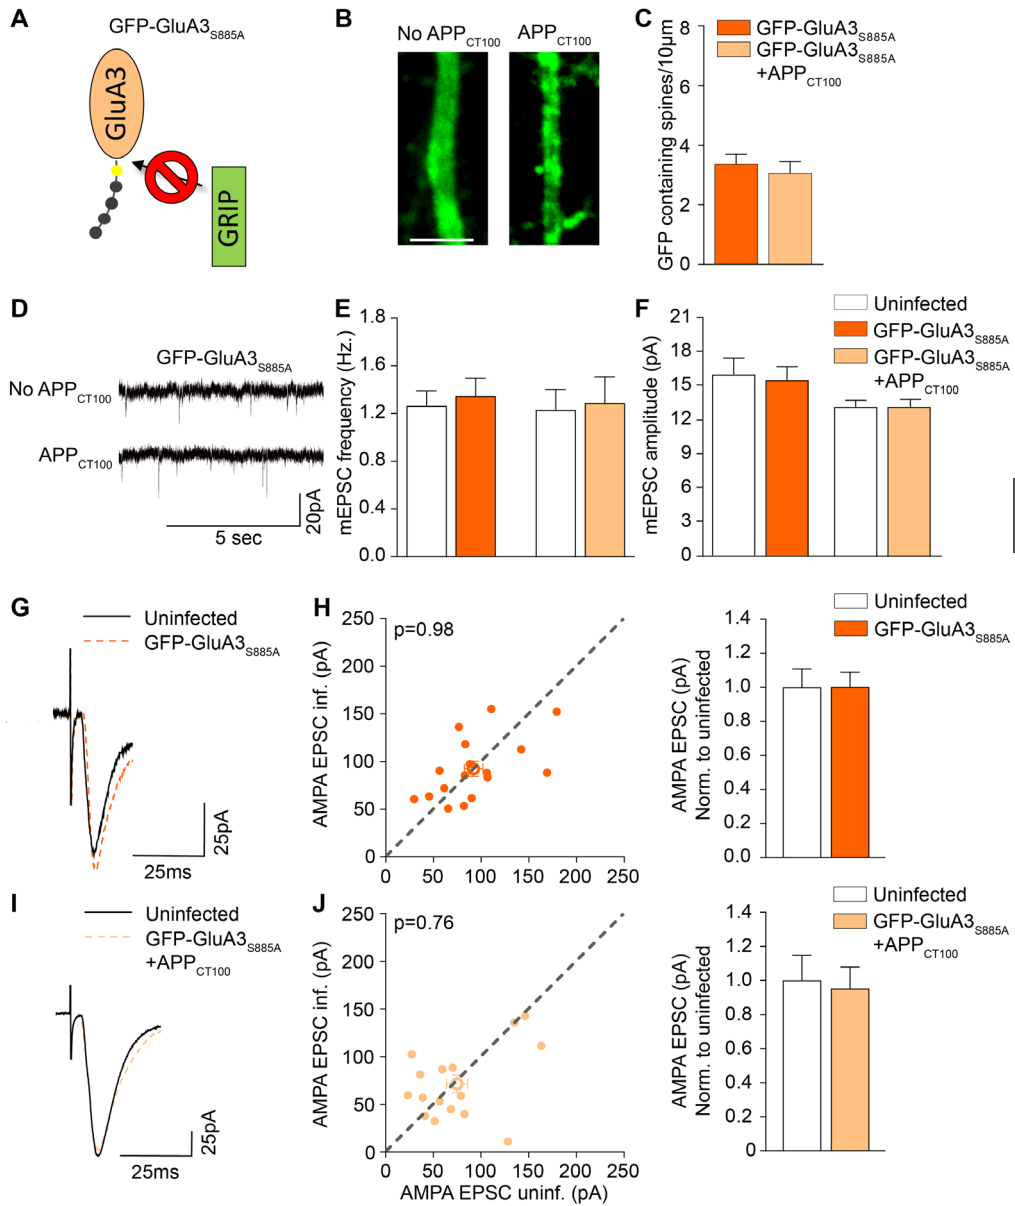 A
GFP-GluA3S885A
GluA3
GRIP
B
No APPCT100
APPCT100
C
GFP-GluA3S885A
GFP-GluA3S885A
+APPCT100
GFP containing spines/10µm
8
6
4
2
0
D
GFP-GluA3S885A
No APPCT100
APPCT100
20pA
5 sec
E
mEPSC frequency (Hz.)
1.8
1.6
1.2
0.8
0.4
0.0
F
Uninfected
GFP-GluA3S885A
GFP-GluA3S885A
+APPCT100
mEPSC amplitude (pA)
21
18
15
12
9
6
3
0
G
Uninfected
GFP-GluA3S885A
25pA
25ms
H
p=0.98
AMPA EPSC inf. (pA)
250
200
150
100
50
0
0 50 100 150 200 250
Uninfected
GFP-GluA3S885A
AMPA EPSC (pA)
Norm. to uninfected
1.4
1.2
1.0
0.8
0.6
0.4
0.2
0.0
I
Uninfected
GFP-GluA3S885A
+APPCT100
25pA
25ms
J
p=0.76
AMPA EPSC inf. (pA)
250
200
150
100
50
0
0 50 100 150 200 250
AMPA EPSC uninf. (pA)
Uninfected
GFP-GluA3S885A
+APPCT100
AMPA EPSC (pA)
Norm. to uninfected
1.4
1.2
1.0
0.8
0.6
0.4
0.2
0